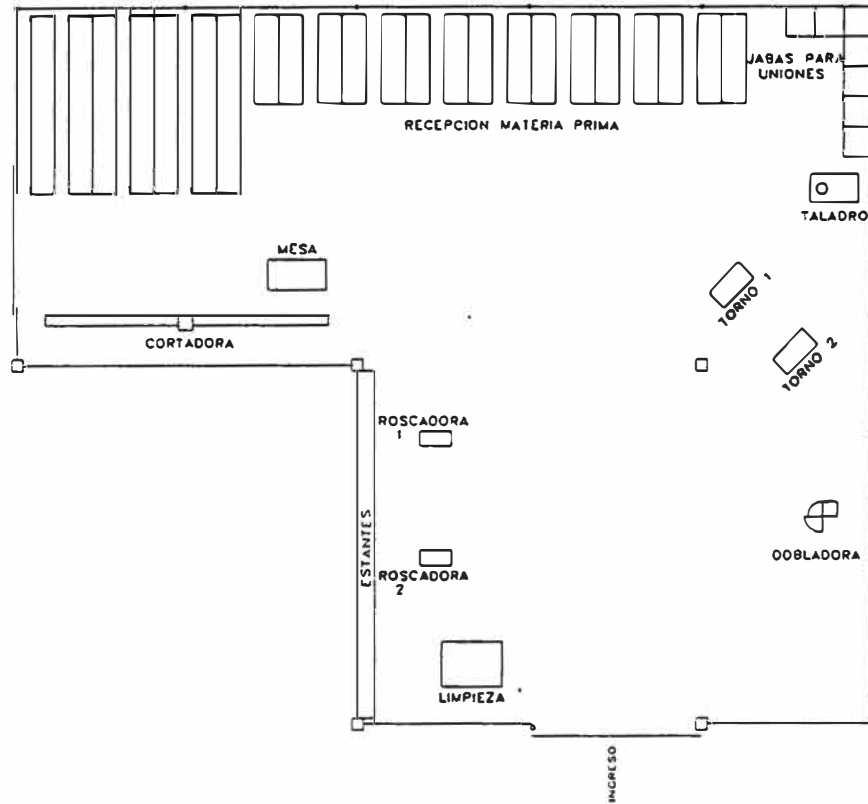 JABAS PARA
UNIONES
RECEPCION MATERIA PRIMA
TALADRO
MESA
TORNO 1
CORTADORA
TORNO 2
ROSCADORA
1
ESTANTES
DOBLADORA
ROSCADORA
2
LIMPIEZA
INGRESO